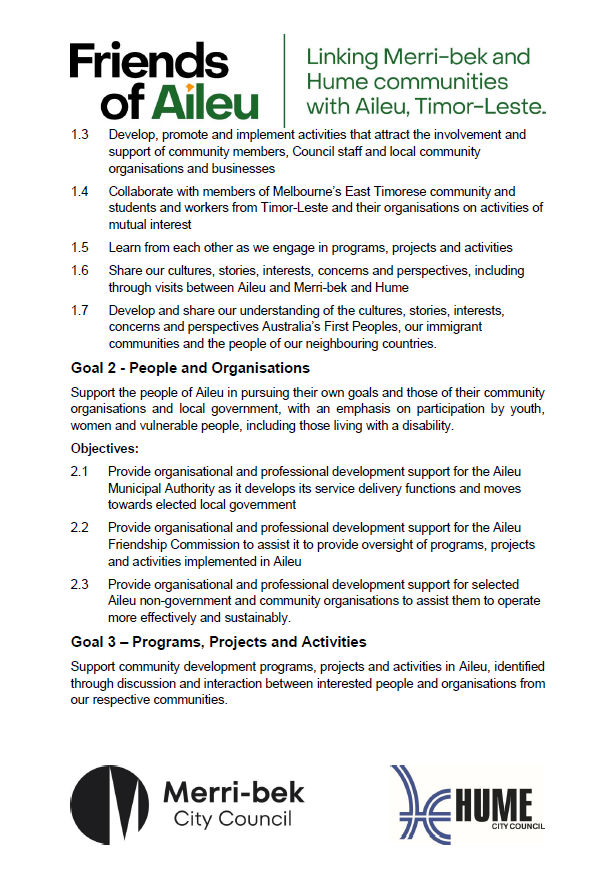 Friends
of Aileu
Linking Merri-bek and
Hume communities
with Aileu, Timor-Leste.
1.3 Develop, promote and implement activities that attract the involvement and
support of community members, Council staff and local community
organisations and businesses
1.4 Collaborate with members of Melbourne's East Timorese community and
students and workers from Timor-Leste and their organisations on activities of
mutual interest
1.5 Learn from each other as we engage in programs, projects and activities
1.6 Share our cultures, stories, interests, concerns and perspectives, including
through visits between Aileu and Merri-bek and Hume
1.7 Develop and share our understanding of the cultures, stories, interests,
concerns and perspectives Australia's First Peoples, our immigrant
communities and the people of our neighbouring countries.
Goal 2 - People and Organisations
Support the people of Aileu in pursuing their own goals and those of their community
organisations and local government, with an emphasis on participation by youth,
women and vulnerable people, including those living with a disability.
Objectives:
2.1 Provide organisational and professional development support for the Aileu
Municipal Authority as it develops its service delivery functions and moves
towards elected local government
2.2 Provide organisational and professional development support for the Aileu
Friendship Commission to assist it to provide oversight of programs, projects
and activities implemented in Aileu
2.3 Provide organisational and professional development support for selected
Aileu non-government and community organisations to assist them to operate
more effectively and sustainably.
Goal 3 – Programs, Projects and Activities
Support community development programs, projects and activities in Aileu, identified
through discussion and interaction between interested people and organisations from
our respective communities.
Merri-bek
City Council
HUME
CITY COUNCIL